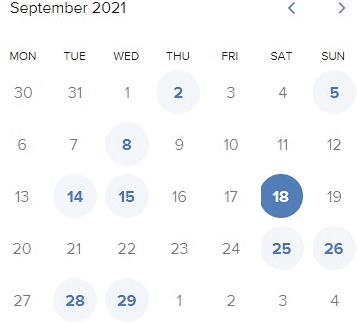 September 2021
MON TUE WED THU FRI SAT SUN
30 31 1 2 3 4 5
6 7 8 9 10 11 12
13 14 15 16 17 18 19
20 21 22 23 24 25 26
27 28 29 1 2 3 4